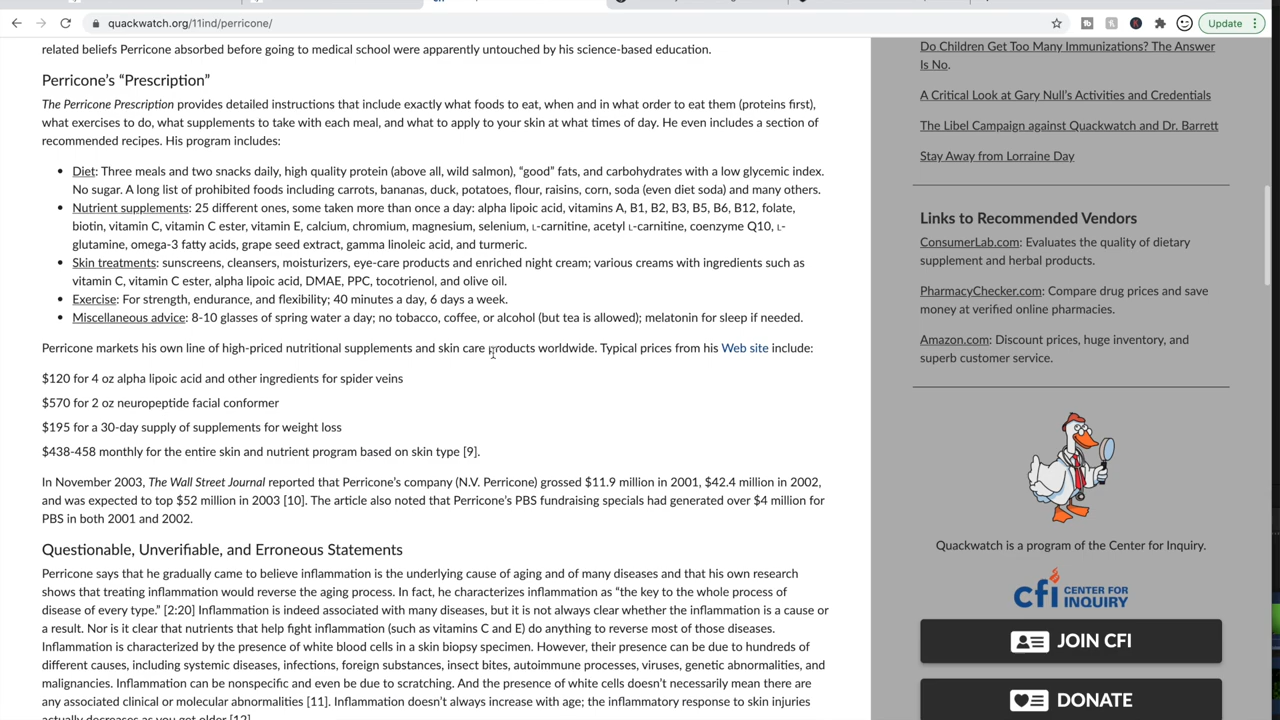 quackwatch.org/11ind/perricone/
Update
related beliefs Perricone absorbed before going to medical school were apparently untouched by his science-based education.
Perricone’s “Prescription”
The Perricone Prescription provides detailed instructions that include exactly what foods to eat, when and in what order to eat them (proteins first),
what exercises to do, what supplements to take with each meal, and what to apply to your skin at what times of day. He even includes a section of
recommended recipes. His program includes:
• Diet: Three meals and two snacks daily, high quality protein (above all, wild salmon), “good” fats, and carbohydrates with a low glycemic index.
No sugar. A long list of prohibited foods including carrots, bananas, duck, potatoes, flour, raisins, corn, soda (even diet soda) and many others.
• Nutrient supplements: 25 different ones, some taken more than once a day: alpha lipoic acid, vitamins A, B1, B2, B3, B5, B6, B12, folate,
biotin, vitamin C, vitamin C ester, vitamin E, calcium, chromium, magnesium, selenium, L-carnitine, acetyl L-carnitine, coenzyme Q10, L-
glutamine, omega-3 fatty acids, grape seed extract, gamma linoleic acid, and turmeric.
• Skin treatments: sunscreens, cleansers, moisturizers, eye-care products and enriched night cream; various creams with ingredients such as
vitamin C, vitamin C ester, alpha lipoic acid, DMAE, PPC, tocotrienol, and olive oil.
• Exercise: For strength, endurance, and flexibility; 40 minutes a day, 6 days a week.
• Miscellaneous advice: 8-10 glasses of spring water a day; no tobacco, coffee, or alcohol (but tea is allowed); melatonin for sleep if needed.
Perricone markets his own line of high-priced nutritional supplements and skin care products worldwide. Typical prices from his Web site include:
$120 for 4 oz alpha lipoic acid and other ingredients for spider veins
$570 for 2 oz neuropeptide facial conformer
$195 for a 30-day supply of supplements for weight loss
$438-458 monthly for the entire skin and nutrient program based on skin type [9].
In November 2003, The Wall Street Journal reported that Perricone’s company (N.V. Perricone) grossed $11.9 million in 2001, $42.4 million in 2002,
and was expected to top $52 million in 2003 [10]. The article also noted that Perricone’s PBS fundraising specials had generated over $4 million for
PBS in both 2001 and 2002.
Questionable, Unverifiable, and Erroneous Statements
Perricone says that he gradually came to believe inflammation is the underlying cause of aging and of many diseases and that his own research
shows that treating inflammation would reverse the aging process. In fact, he characterizes inflammation as “the key to the whole process of
disease of every type.” [2:20] Inflammation is indeed associated with many diseases, but it is not always clear whether the inflammation is a cause or
a result. Nor is it clear that nutrients that help fight inflammation (such as vitamins C and E) do anything to reverse most of those diseases.
Inflammation is characterized by the presence of white blood cells in a skin biopsy specimen. However, their presence can be due to hundreds of
different causes, including systemic diseases, infections, foreign substances, insect bites, autoimmune processes, viruses, genetic abnormalities, and
malignancies. Inflammation can be nonspecific and even be due to scratching. And the presence of white cells doesn’t necessarily mean there are
any associated clinical or molecular abnormalities [11]. Inflammation doesn’t always increase with age; the inflammatory response to skin injuries
actually decreases as you get older [12].
Do Children Get Too Many Immunizations? The Answer
Is No.
A Critical Look at Gary Null’s Activities and Credentials
The Libel Campaign against Quackwatch and Dr. Barrett
Stay Away from Lorraine Day
Links to Recommended Vendors
ConsumerLab.com: Evaluates the quality of dietary
supplement and herbal products.
PharmacyChecker.com: Compare drug prices and save
money at verified online pharmacies.
Amazon.com: Discount prices, huge inventory, and
superb customer service.
Quackwatch is a program of the Center for Inquiry.
cfi CENTER FOR
INQUIRY
JOIN CFI
DONATE